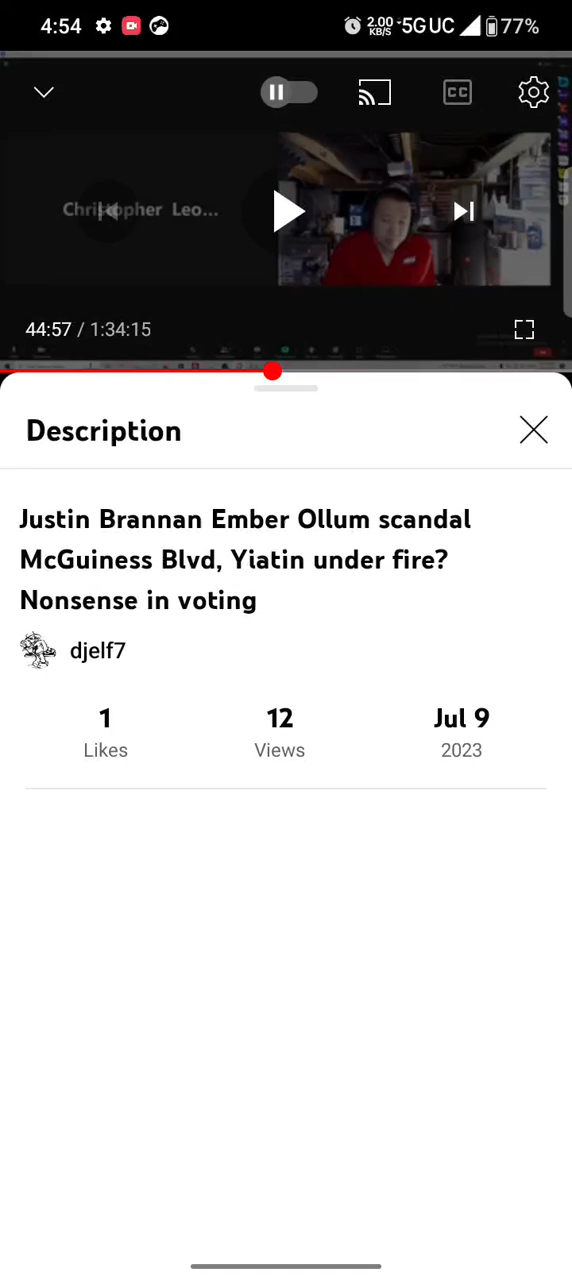 4:54
2.00 KB/S 5G UC 77%
CC
Christopher Leo...
44:57 / 1:34:15
Description
Justin Brannan Ember Ollum scandal
McGuiness Blvd, Yiatin under fire?
Nonsense in voting
djelf7
1 12 Jul 9
Likes Views 2023